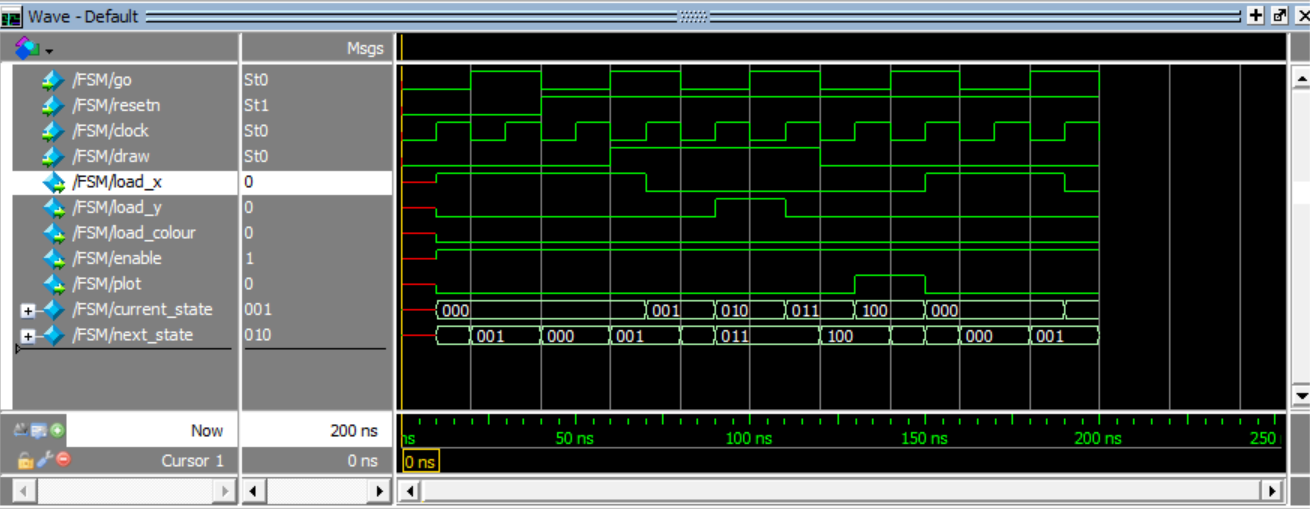 Wave - Default
Msgs
/FSM/go St0
/FSM/resetn St1
/FSM/clock St0
/FSM/draw St0
/FSM/load_x 0
/FSM/load_y 0
/FSM/load_colour 0
/FSM/enable 1
/FSM/plot 0
/FSM/current_state 001 000 001 010 011 100 000
/FSM/next_state 010 001 000 001 011 100 000 001
Now 200 ns ns 50 ns 100 ns 150 ns 200 ns 250
Cursor 1 0 ns 0 ns